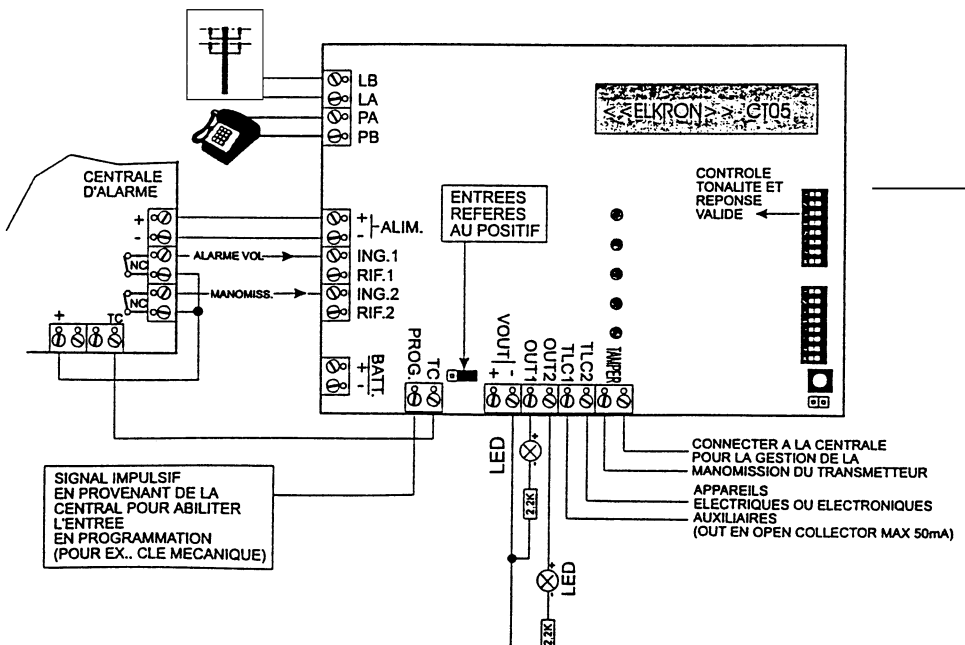 LB
LA
PA
PB
<<ELKRON>> CT05
CENTRALE
D'ALARME
CONTROLE
TONALITE ET
REPONSE
VALIDE
ENTREES
REFERES
AU POSITIF
+
-
+
-
ALIM.
NC
ALARME VOL
ING.1
RIF.1
NC
MANOMISS.
ING.2
RIF.2
+
TC
+
-
BATT.
PROG.
TC
VOUT
+
-
OUT1
OUT2
TLC1
TLC2
TAMPER
LED
+
-
2.2K
LED
+
-
2.2K
CONNECTER A LA CENTRALE
POUR LA GESTION DE LA
MANOMISSION DU TRANSMETTEUR
APPAREILS
ELECTRIQUES OU ELECTRONIQUES
AUXILIAIRES
(OUT EN OPEN COLLECTOR MAX 50mA)
SIGNAL IMPULSIF
EN PROVENANT DE LA
CENTRAL POUR ABILITER
L'ENTREE
EN PROGRAMMATION
(POUR EX.. CLE MECANIQUE)